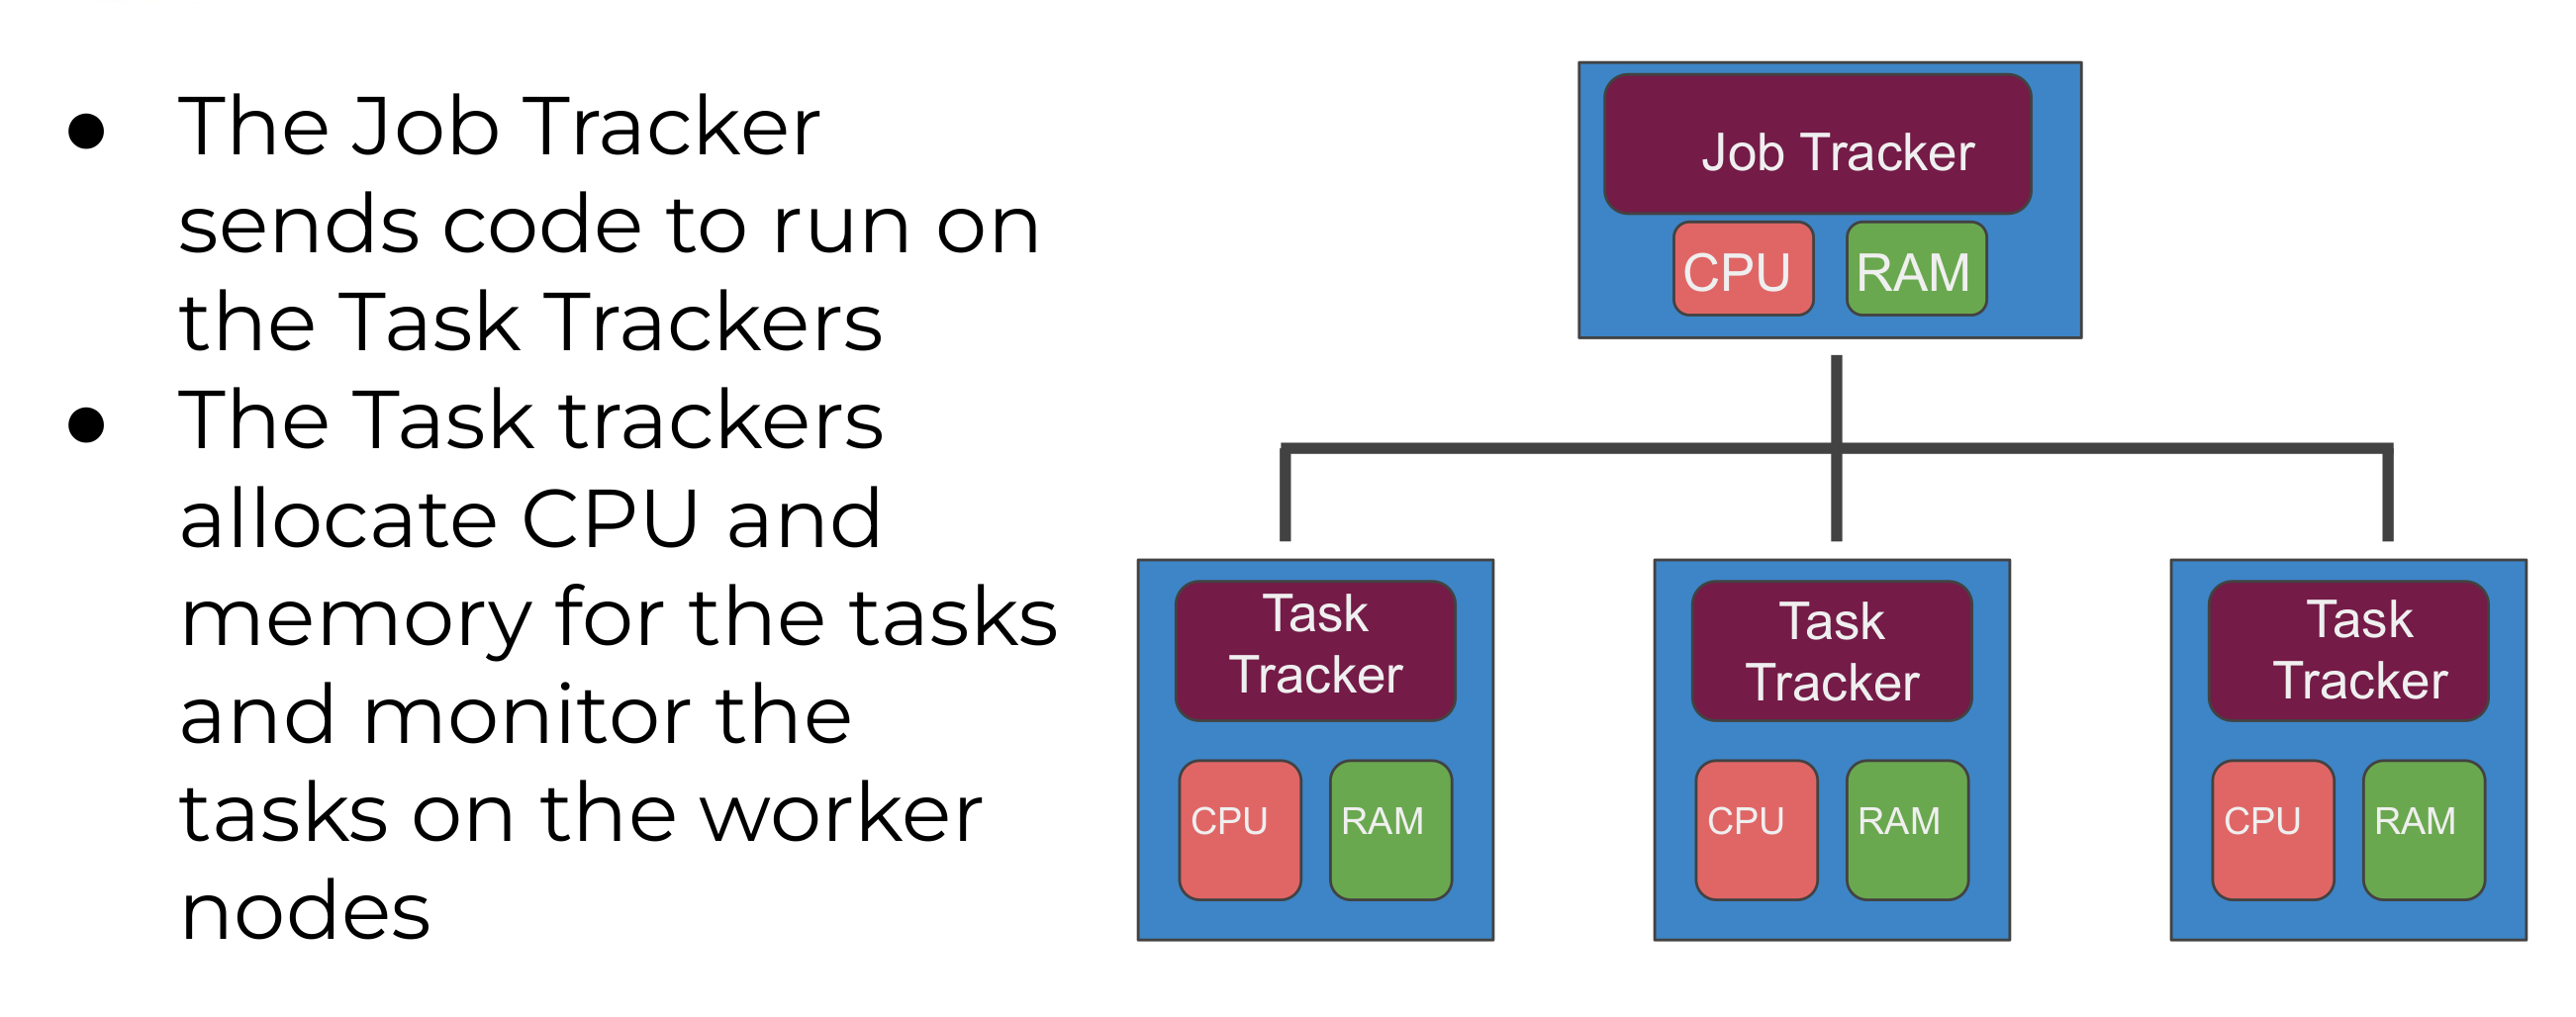 ● The Job Tracker
sends code to run on
the Task Trackers
● The Task trackers
allocate CPU and
memory for the tasks
and monitor the
tasks on the worker
nodes
Job Tracker
CPU RAM
Task
Tracker
CPU RAM
Task
Tracker
CPU RAM
Task
Tracker
CPU RAM